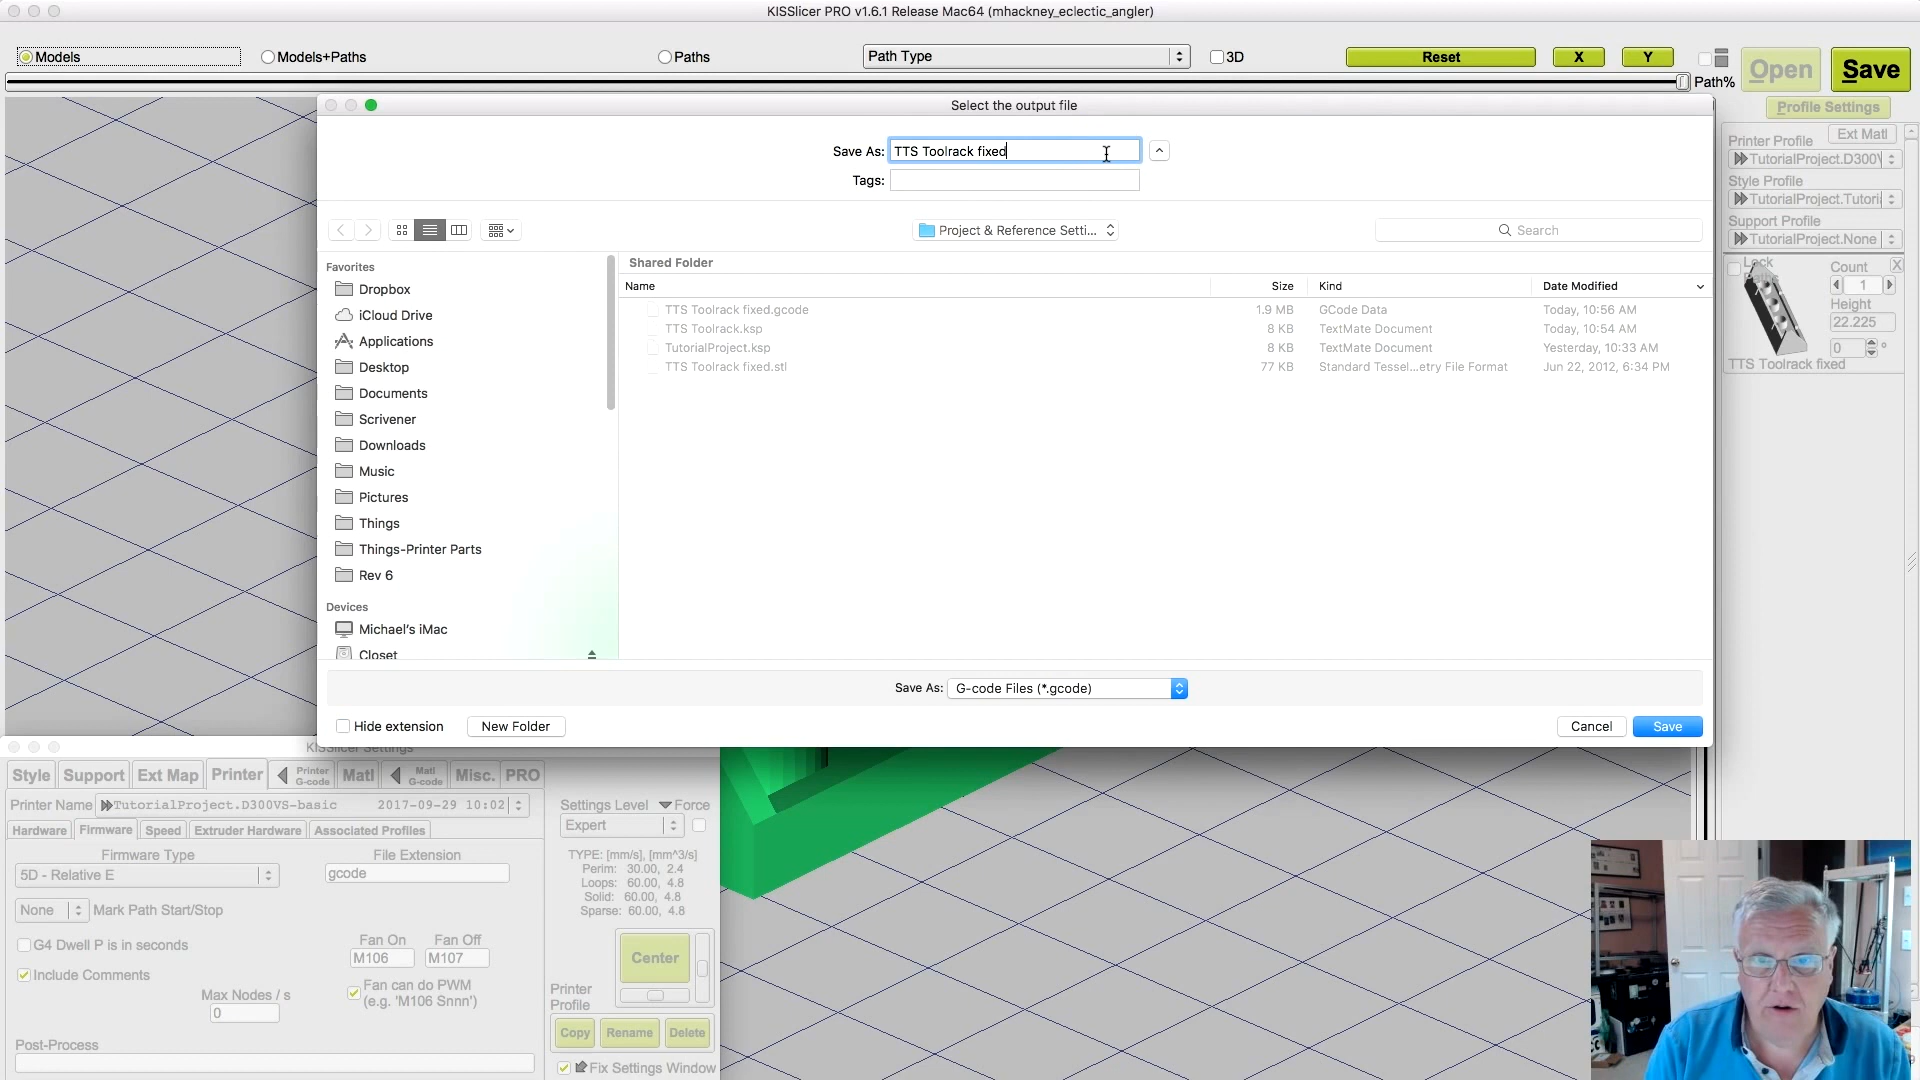 KISSlicer PRO v1.6.1 Release Mac64 (mhackney_eclectic_angler)
Models
Models+Paths
Paths
Path Type
3D
Reset
X
Y
Path%
Open
Save
Profile Settings
Select the output file
Save As: TTS Toolrack fixed
Tags:
Project & Reference Setti...
Search
Favorites
Dropbox
iCloud Drive
Applications
Desktop
Documents
Scrivener
Downloads
Music
Pictures
Things
Things-Printer Parts
Rev 6
Devices
Michael's iMac
Closet
Shared Folder
Name Size Kind Date Modified
TTS Toolrack fixed.gcode 1.9 MB GCode Data Today, 10:56 AM
TTS Toolrack.ksp 8 KB TextMate Document Today, 10:54 AM
TutorialProject.ksp 8 KB TextMate Document Yesterday, 10:33 AM
TTS Toolrack fixed.stl 77 KB Standard Tessel...etry File Format Jun 22, 2012, 6:34 PM
Save As: G-code Files (*.gcode)
Hide extension
New Folder
Cancel
Save
Ext Matl
Printer Profile
TutorialProject.D300V
Style Profile
TutorialProject.Tutori
Support Profile
TutorialProject.None
Lock
Count
X
1
Height
22.225
0 °
TTS Toolrack fixed
KISSlicer Settings
Style
Support
Ext Map
Printer
Printer G-code
Matl
Matl G-code
Misc.
PRO
Printer Name TutorialProject.D300VS-basic 2017-09-29 10:02
Hardware
Firmware
Speed
Extruder Hardware
Associated Profiles
Firmware Type
5D - Relative E
File Extension
gcode
None Mark Path Start/Stop
G4 Dwell P is in seconds
Include Comments
Fan On Fan Off
M106 M107
Fan can do PWM
(e.g. 'M106 Snnn')
Max Nodes / s
0
Post-Process
Settings Level Force
Expert
TYPE: [mm/s], [mm^3/s]
Perim: 30.00, 2.4
Loops: 60.00, 4.8
Solid: 60.00, 4.8
Sparse: 60.00, 4.8
Center
Printer
Profile
Copy
Rename
Delete
Fix Settings Window